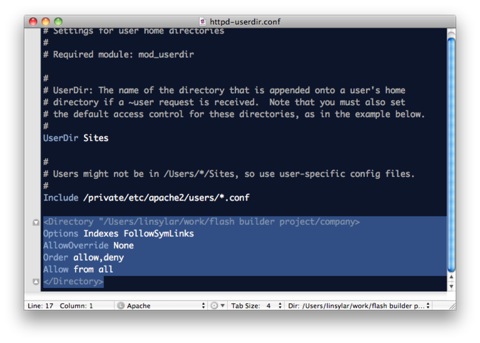 httpd-userdir.conf
# Settings for user home directories
#
# Required module: mod_userdir
#
# UserDir: The name of the directory that is appended onto a user's home
# directory if a ~user request is received.  Note that you must also set
# the default access control for these directories, as in the example below.
#
UserDir Sites
#
# Users might not be in /Users/*/Sites, so use user-specific config files.
#
Include /private/etc/apache2/users/*.conf
<Directory "/Users/linsylar/work/flash builder project/company>
Options Indexes FollowSymLinks
AllowOverride None
Order allow,deny
Allow from all
</Directory>
Line: 17 Column: 1 Apache Tab Size: 4 Dir: /Users/linsylar/work/flash builder p...